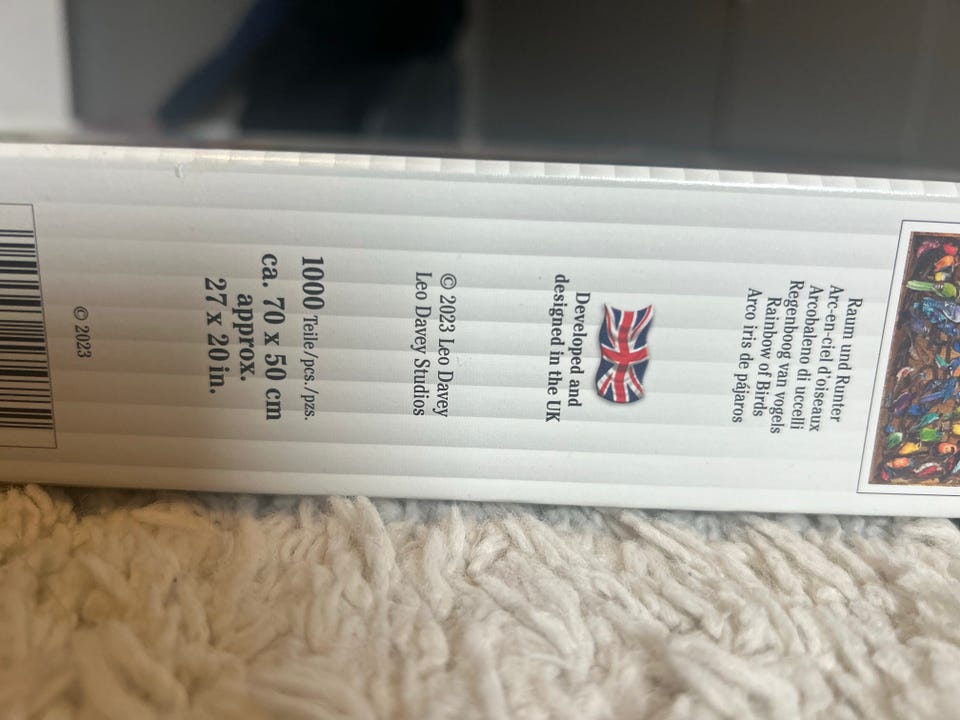 Raum und Runter
Arc-en-ciel d'oiseaux
Arcobaleno di uccelli
Regenboog van vogels
Rainbow of Birds
Arco iris de pájaros
Developed and
designed in the UK
© 2023 Leo Davey
Leo Davey Studios
1000 Teile/pcs./pzs.
ca. 70 x 50 cm
approx.
27 x 20 in.
© 2023